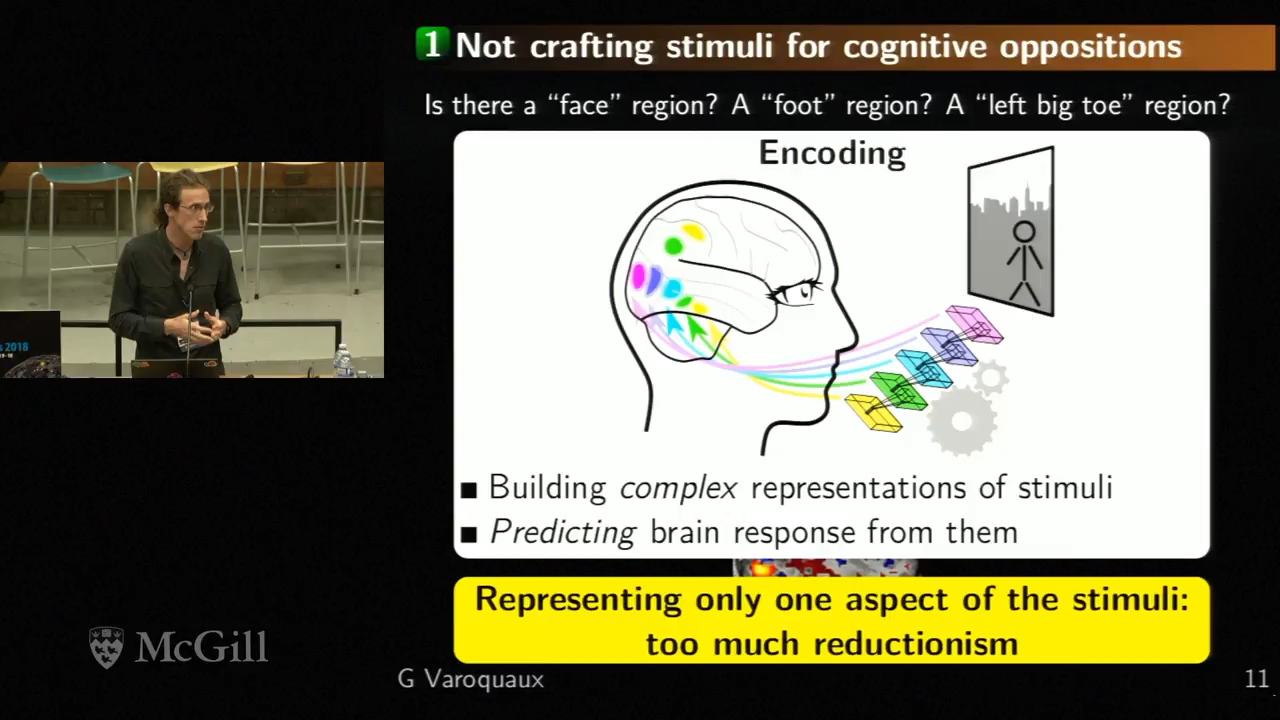 1 Not crafting stimuli for cognitive oppositions
Is there a “face” region? A “foot” region? A “left big toe” region?
Encoding
■ Building complex representations of stimuli
■ Predicting brain response from them
Representing only one aspect of the stimuli:
too much reductionism
2018
McGill
G Varoquaux
11